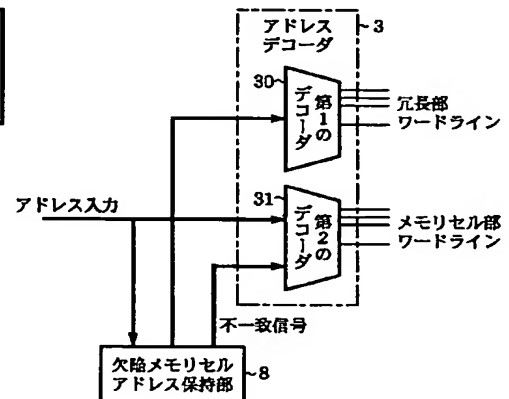 アドレス
デコーダ
3
30
第1の
デコーダ
冗長部
ワードライン
アドレス入力
31
第2の
デコーダ
メモリセル部
ワードライン
不一致信号
欠陥メモリセル
アドレス保持部
8